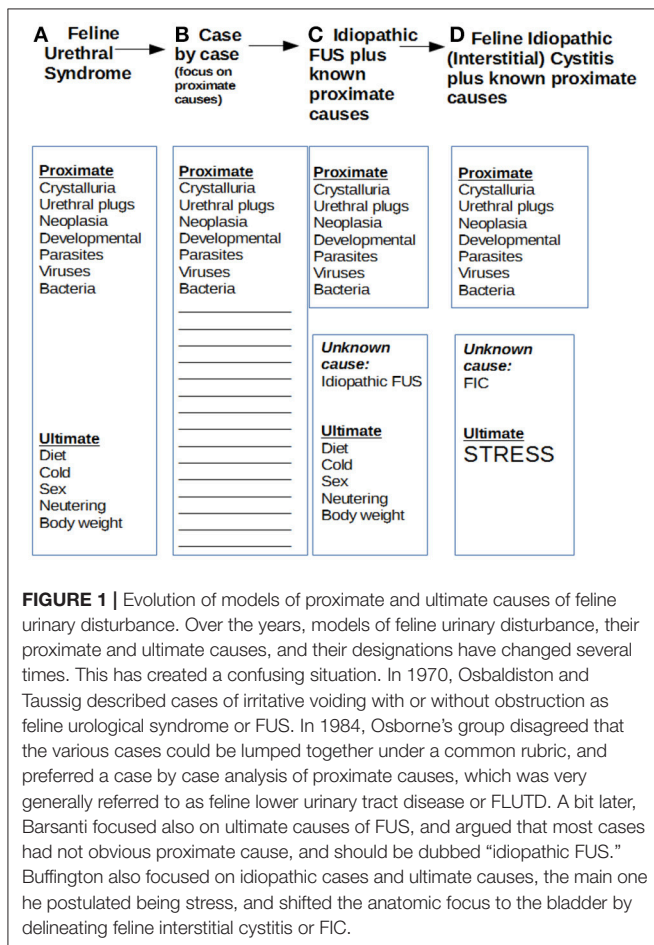 A Feline
Urethral
Syndrome
B Case
by case
(focus on
proximate
causes)
C Idiopathic
FUS plus
known
proximate
causes
D Feline Idiopathic
(Interstitial) Cystitis
plus known proximate
causes
Proximate
Crystalluria
Urethral plugs
Neoplasia
Developmental
Parasites
Viruses
Bacteria
Ultimate
Diet
Cold
Sex
Neutering
Body weight
Proximate
Crystalluria
Urethral plugs
Neoplasia
Developmental
Parasites
Viruses
Bacteria
Proximate
Crystalluria
Urethral plugs
Neoplasia
Developmental
Parasites
Viruses
Bacteria
Unknown
cause:
Idiopathic FUS
Ultimate
Diet
Cold
Sex
Neutering
Body weight
Proximate
Crystalluria
Urethral plugs
Neoplasia
Developmental
Parasites
Viruses
Bacteria
Unknown
cause:
FIC
Ultimate
STRESS
FIGURE 1 | Evolution of models of proximate and ultimate causes of feline
urinary disturbance. Over the years, models of feline urinary disturbance, their
proximate and ultimate causes, and their designations have changed several
times. This has created a confusing situation. In 1970, Osbaldiston and
Taussig described cases of irritative voiding with or without obstruction as
feline urological syndrome or FUS. In 1984, Osborne's group disagreed that
the various cases could be lumped together under a common rubric, and
preferred a case by case analysis of proximate causes, which was very
generally referred to as feline lower urinary tract disease or FLUTD. A bit later,
Barsanti focused also on ultimate causes of FUS, and argued that most cases
had not obvious proximate cause, and should be dubbed "idiopathic FUS."
Buffington also focused on idiopathic cases and ultimate causes, the main one
he postulated being stress, and shifted the anatomic focus to the bladder by
delineating feline interstitial cystitis or FIC.